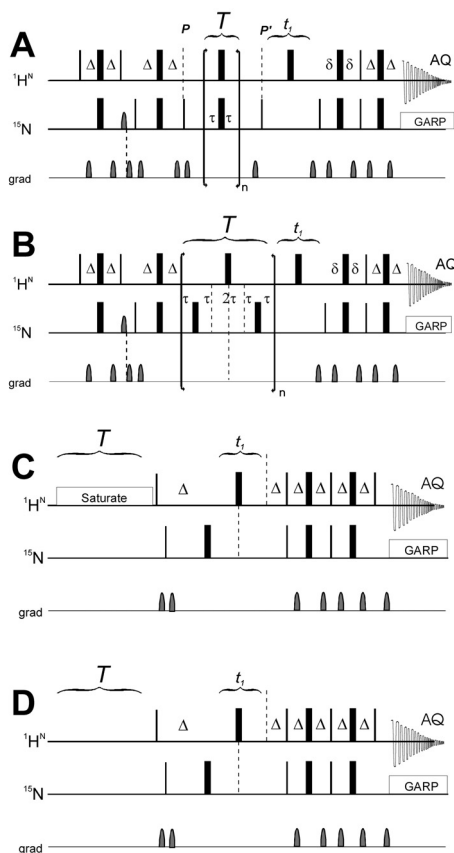 A
P T P' t1
Δ Δ Δ Δ δ δ Δ Δ AQ
1HN
15N τ τ GARP
grad
n
B
T t1
Δ Δ Δ Δ δ δ Δ Δ AQ
1HN
τ τ 2τ τ τ
15N GARP
grad
n
C
T t1
Saturate Δ Δ Δ Δ Δ Δ AQ
1HN
15N GARP
grad
D
T t1
Δ Δ Δ Δ Δ Δ AQ
1HN
15N GARP
grad